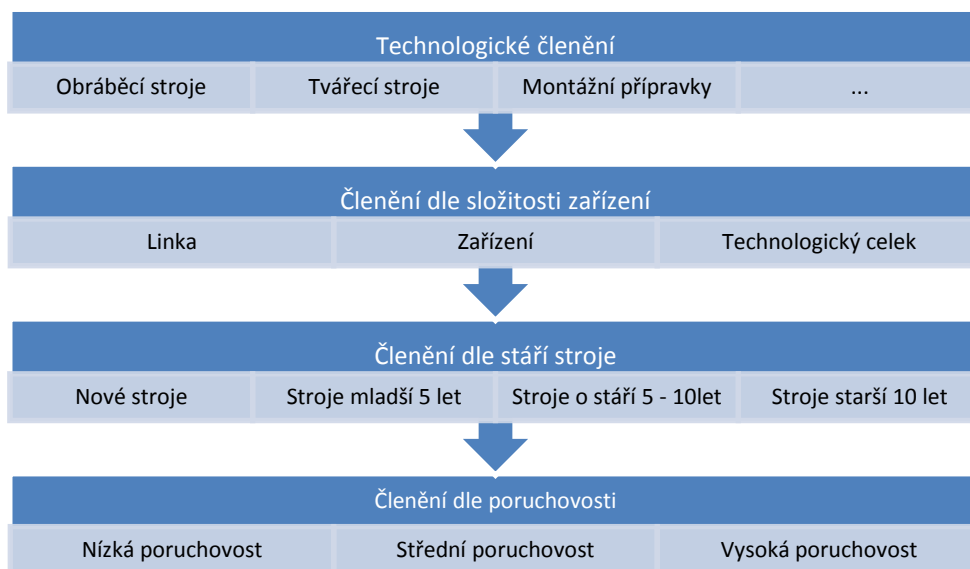 Technologické členění
Obráběcí stroje Tvářecí stroje Montážní přípravky ...
Členění dle složitosti zařízení
Linka Zařízení Technologický celek
Členění dle stáří stroje
Nové stroje Stroje mladší 5 let Stroje o stáří 5 - 10let Stroje starší 10 let
Členění dle poruchovosti
Nízká poruchovost Střední poruchovost Vysoká poruchovost